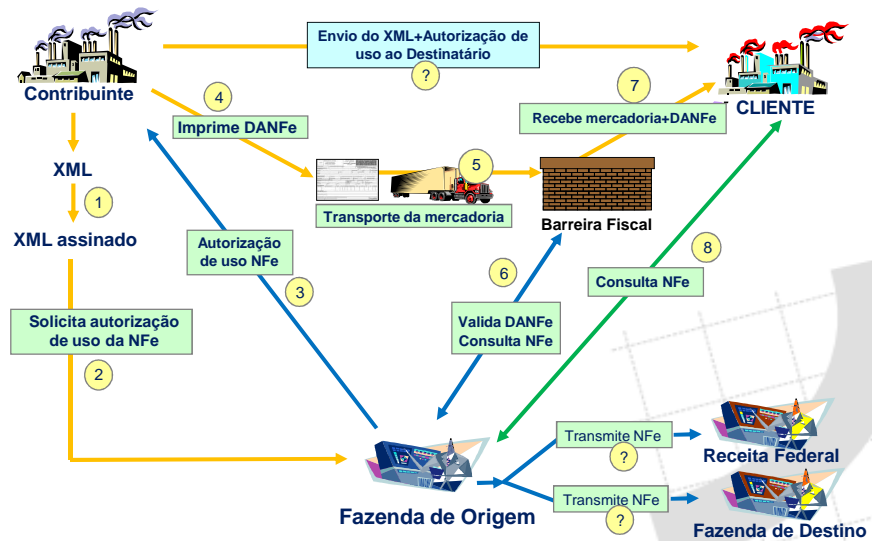 Envio do XML+Autorização de
uso ao Destinatário
?
Contribuinte
CLIENTE
4
Imprime DANFe
7
Recebe mercadoria+DANFe
XML
1
XML assinado
5
Transporte da mercadoria
Barreira Fiscal
Autorização
de uso NFe
3
6
8
Consulta NFe
Solicita autorização
de uso da NFe
2
Valida DANFe
Consulta NFe
Fazenda de Origem
Transmite NFe
?
Receita Federal
Transmite NFe
?
Fazenda de Destino